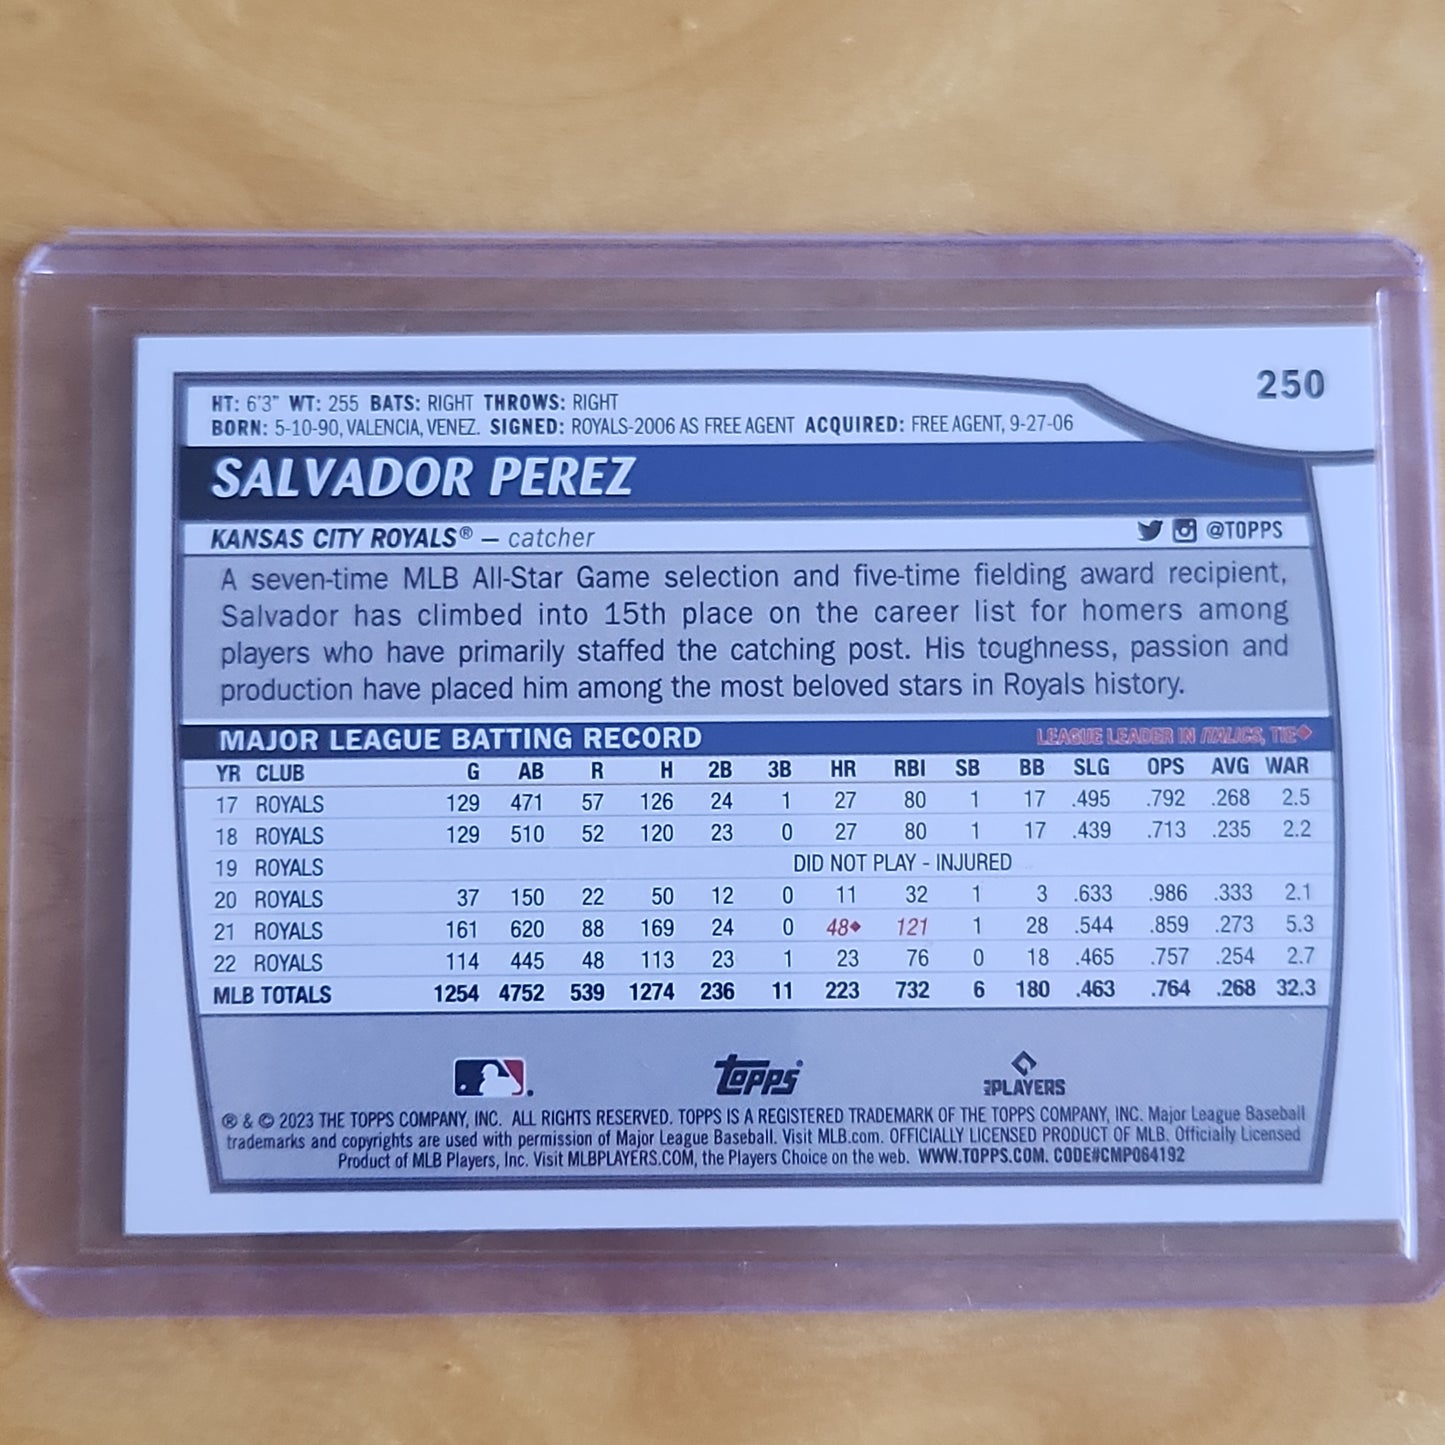 250
HT: 6'3" WT: 255 BATS: RIGHT THROWS: RIGHT
BORN: 5-10-90, VALENCIA, VENEZ. SIGNED: ROYALS-2006 AS FREE AGENT ACQUIRED: FREE AGENT, 9-27-06
SALVADOR PEREZ
KANSAS CITY ROYALS® – catcher @TOPPS
A seven-time MLB All-Star Game selection and five-time fielding award recipient,
Salvador has climbed into 15th place on the career list for homers among
players who have primarily staffed the catching post. His toughness, passion and
production have placed him among the most beloved stars in Royals history.
MAJOR LEAGUE BATTING RECORD LEAGUE LEADER IN ITALICS, TIE◆
YR CLUB G AB R H 2B 3B HR RBI SB BB SLG OPS AVG WAR
17 ROYALS 129 471 57 126 24 1 27 80 1 17 .495 .792 .268 2.5
18 ROYALS 129 510 52 120 23 0 27 80 1 17 .439 .713 .235 2.2
19 ROYALS DID NOT PLAY - INJURED
20 ROYALS 37 150 22 50 12 0 11 32 1 3 .633 .986 .333 2.1
21 ROYALS 161 620 88 169 24 0 48◆ 121 1 28 .544 .859 .273 5.3
22 ROYALS 114 445 48 113 23 1 23 76 0 18 .465 .757 .254 2.7
MLB TOTALS 1254 4752 539 1274 236 11 223 732 6 180 .463 .764 .268 32.3
Topps PLAYERS
® & © 2023 THE TOPPS COMPANY, INC. ALL RIGHTS RESERVED. TOPPS IS A REGISTERED TRADEMARK OF THE TOPPS COMPANY, INC. Major League Baseball
trademarks and copyrights are used with permission of Major League Baseball. Visit MLB.com. OFFICIALLY LICENSED PRODUCT OF MLB. Officially Licensed
Product of MLB Players, Inc. Visit MLBPLAYERS.COM, the Players Choice on the web. WWW.TOPPS.COM. CODE#CMP064192